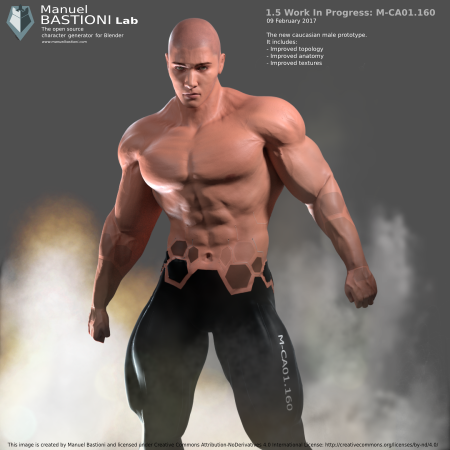 Manuel
BASTIONI Lab
The open source
character generator for Blender
www.manuelbastioni.com
1.5 Work In Progress: M-CA01.160
09 February 2017
The new caucasian male prototype.
It includes:
- Improved topology
- Improved anatomy
- Improved textures
M-CA01.160
This image is created by Manuel Bastioni and licensed under Creative Commons Attribution-NoDerivatives 4.0 International License: http://creativecommons.org/licenses/by-nd/4.0/